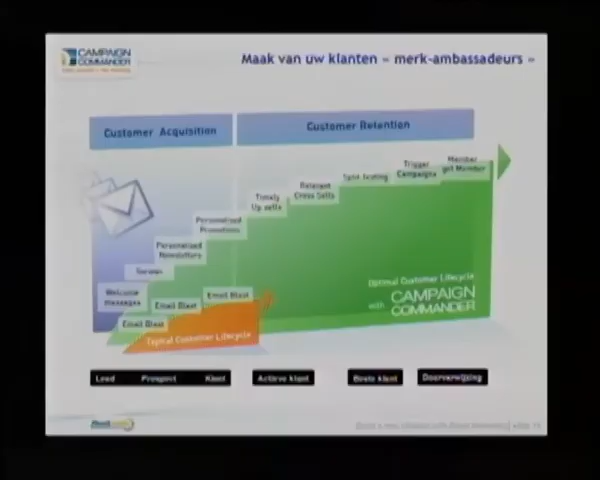 CAMPAIGN
COMMANDER
Maak van uw klanten « merk-ambassadeurs »
Customer Acquisition
Customer Retention
Member
get Member
Trigger
Campaigns
Split Testing
Relevant
Cross Sells
Timely
Up sells
Personalised
Promotions
Personalised
Newsletters
Surveys
Welcome
messages
Email Blast
Email Blast
Email Blast
Typical Customer Lifecycle
Optimal Customer Lifecycle
with CAMPAIGN
COMMANDER
Lead Prospect Klant
Actieve klant
Beste klant
Doorverwijzing